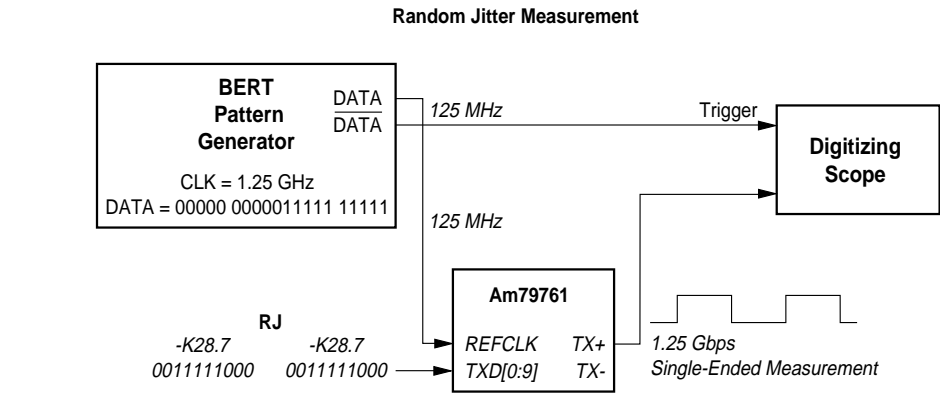 Random Jitter Measurement
BERT
Pattern
Generator
DATA
DATA
CLK = 1.25 GHz
DATA = 00000 0000011111 11111
125 MHz
Trigger
Digitizing
Scope
125 MHz
Am79761
REFCLK TX+
TXD[0:9] TX-
RJ
-K28.7 -K28.7
0011111000 0011111000
1.25 Gbps
Single-Ended Measurement